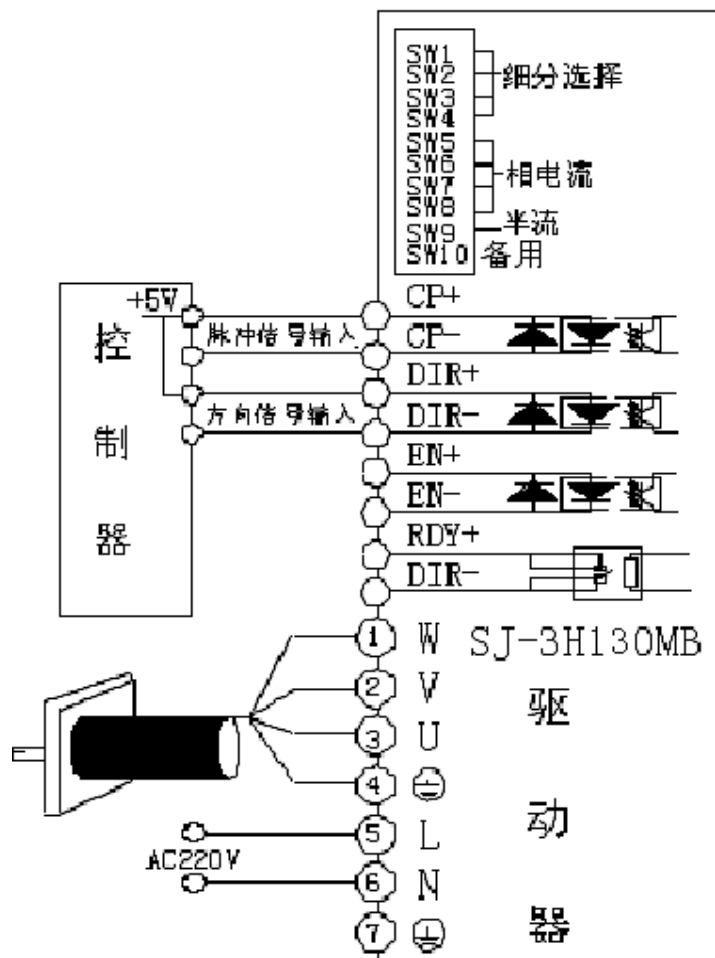 SW1
SW2
SW3
SW4
细分选择
SW5
SW6
SW7
SW8
相电流
SW9
半流
SW10 备用
控制器
+5V
脉冲信号输入
方向信号输入
CP+
CP-
DIR+
DIR-
EN+
EN-
RDY+
DIR-
1 W
2 V
3 U
4
5 L
6 N
7
AC220V
SJ-3H130MB
驱动器